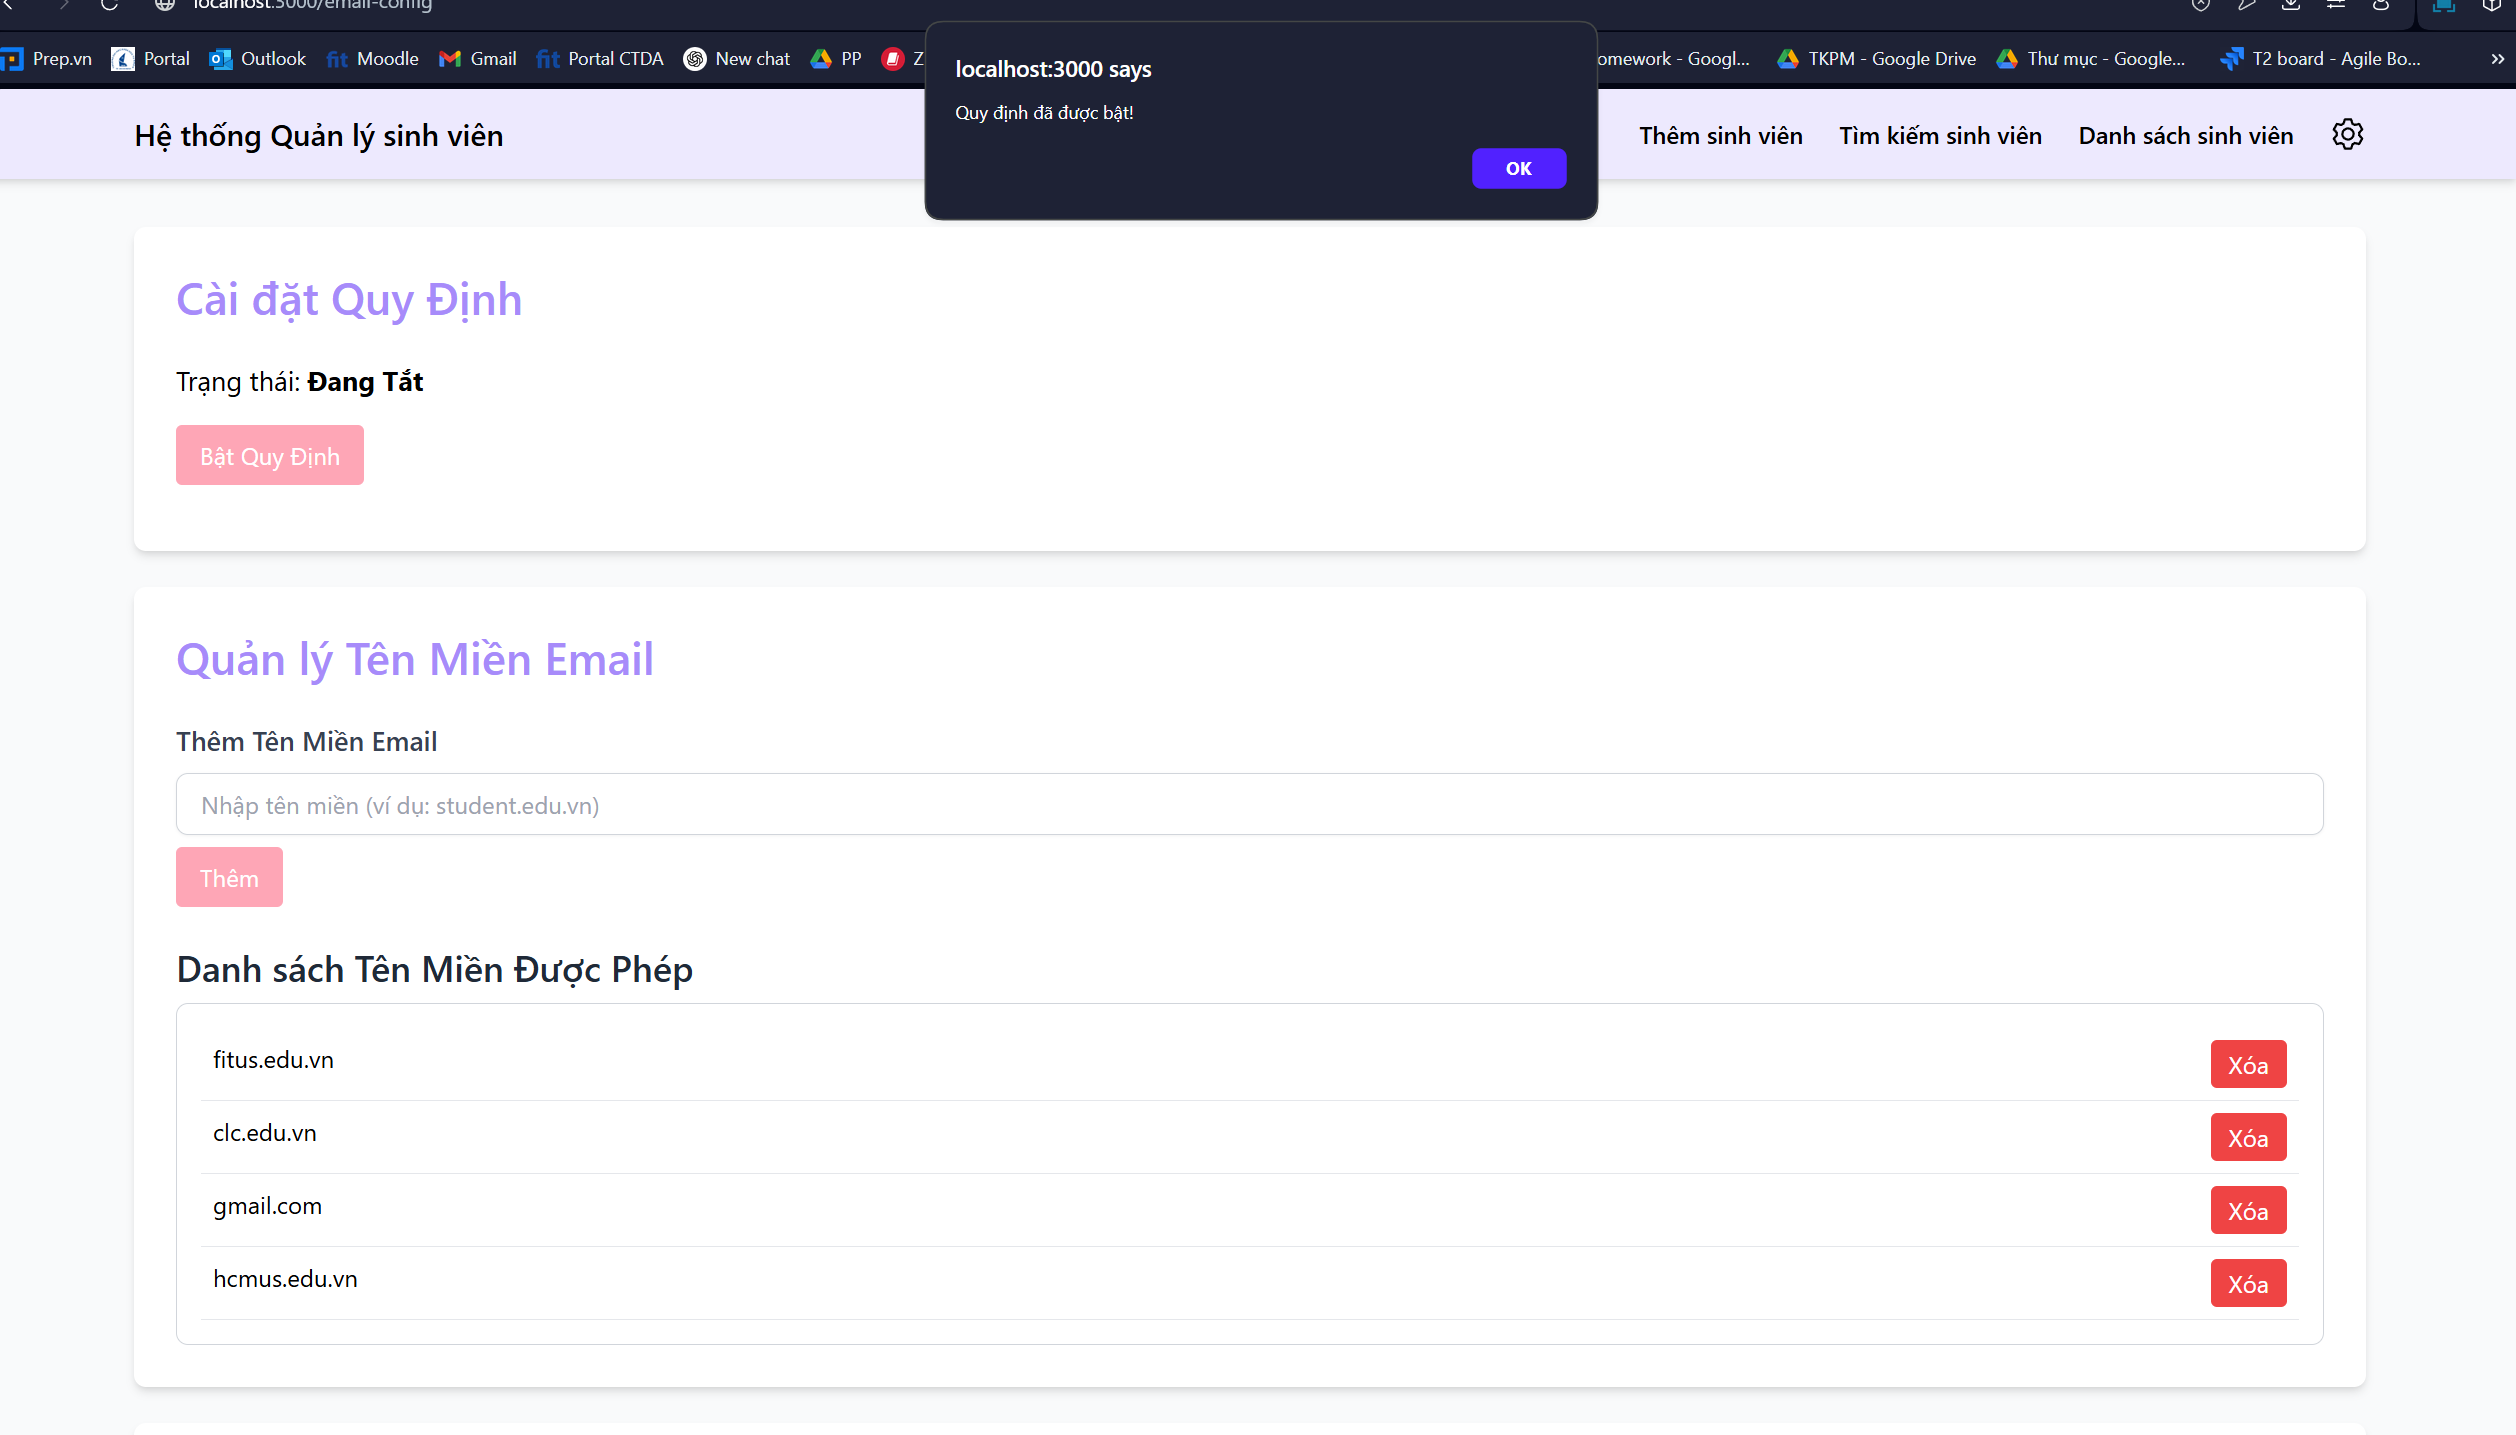 localhost:3000/email-config
Prep.vn Portal Outlook Moodle Gmail Portal CTDA New chat PP Z omework - Googl... TKPM - Google Drive Thư mục - Google... T2 board - Agile Bo... »
localhost:3000 says
Quy định đã được bật!
OK
Hệ thống Quản lý sinh viên
Thêm sinh viên Tìm kiếm sinh viên Danh sách sinh viên
Cài đặt Quy Định
Trạng thái: Đang Tắt
Bật Quy Định
Quản lý Tên Miền Email
Thêm Tên Miền Email
Nhập tên miền (ví dụ: student.edu.vn)
Thêm
Danh sách Tên Miền Được Phép
fitus.edu.vn Xóa
clc.edu.vn Xóa
gmail.com Xóa
hcmus.edu.vn Xóa